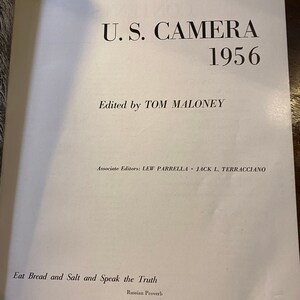 U. S. CAMERA
1956
Edited by TOM MALONEY
Associate Editors: LEW PARRELLA • JACK L. TERRACCIANO
Eat Bread and Salt and Speak the Truth
Russian Proverb